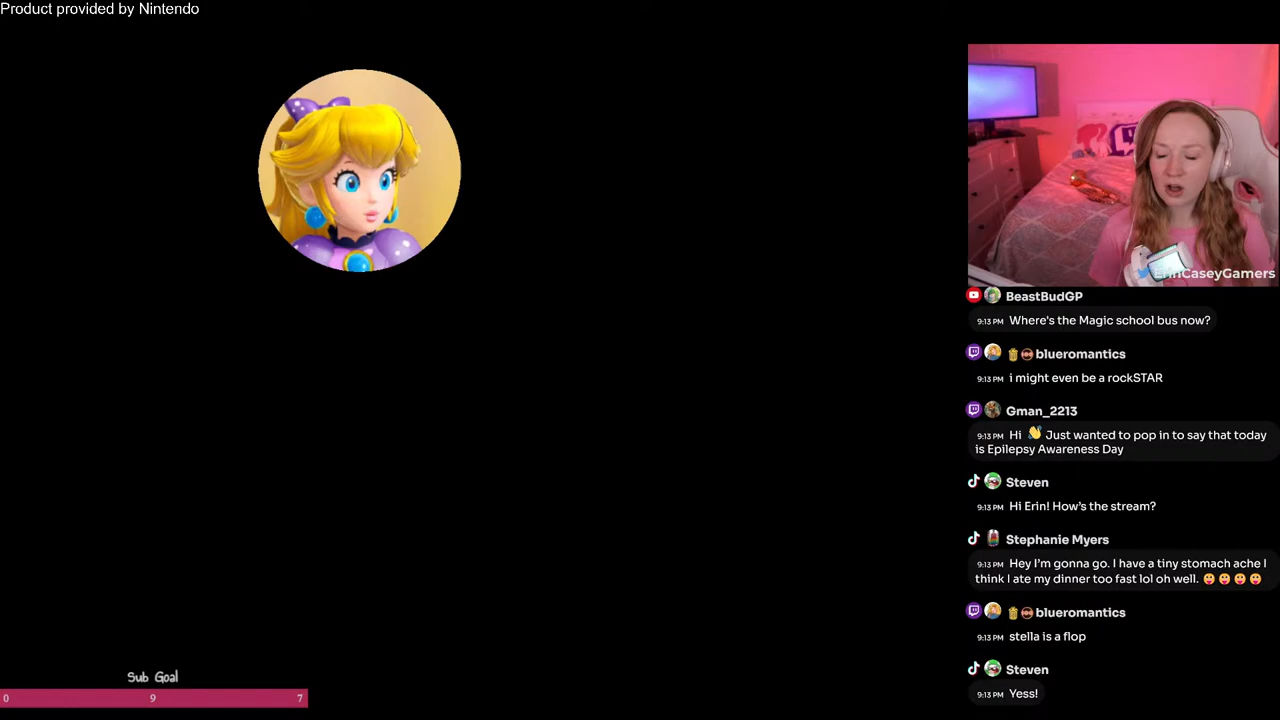 Product provided by Nintendo
ErinCaseyGamers
BeastBudGP
9:13 PM Where's the Magic school bus now?
blueromantics
9:13 PM i might even be a rockSTAR
Gman_2213
9:13 PM Hi 👋 Just wanted to pop in to say that today
is Epilepsy Awareness Day
Steven
9:13 PM Hi Erin! How's the stream?
Stephanie Myers
9:13 PM Hey I'm gonna go. I have a tiny stomach ache I
think I ate my dinner too fast lol oh well.
blueromantics
9:13 PM stella is a flop
Steven
9:13 PM Yess!
Sub Goal
0 9 7